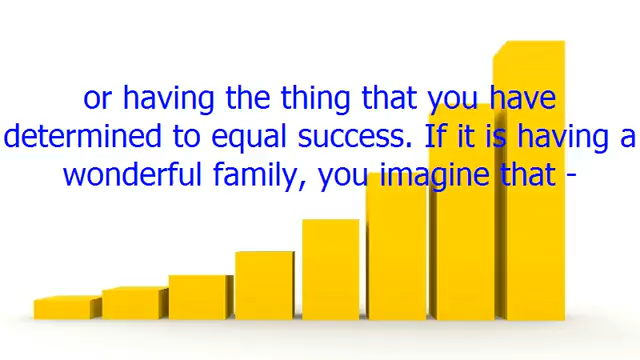 or having the thing that you have
determined to equal success. If it is having a
wonderful family, you imagine that -